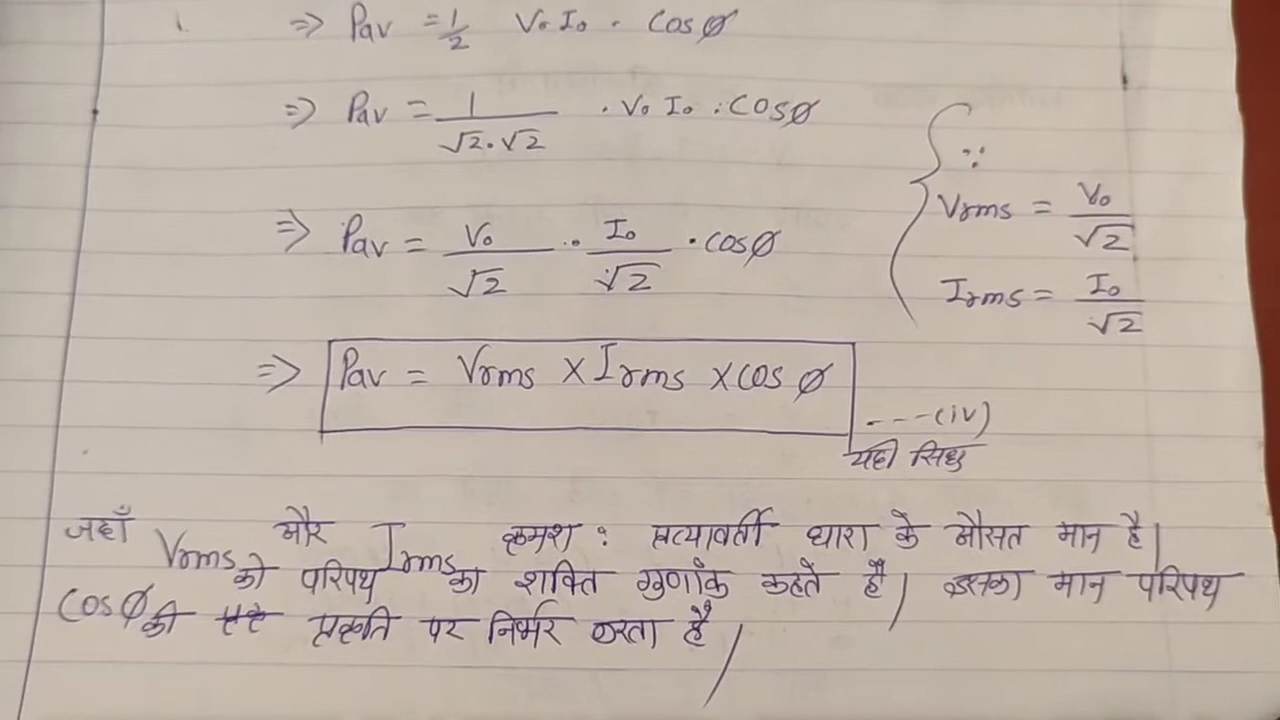 ⇒ Pav = 1/2 V₀ I₀ · Cosφ
⇒ Pav = 1/(√2·√2) · V₀ I₀ · Cosφ
⇒ Pav = V₀/√2 · I₀/√2 · cosφ
∵
Vrms = V₀/√2
Irms = I₀/√2
⇒ Pav = Vrms × Irms × cos φ
---(iv)
यही सिद्ध
जहाँ Vrms और Irms क्रमश: प्रत्यावर्ती धारा के औसत मान है।
Cosφ को परिपथ का शक्ति गुणांक कहते है। इसका मान परिपथ
की प्रकृति पर निर्भर करता है।